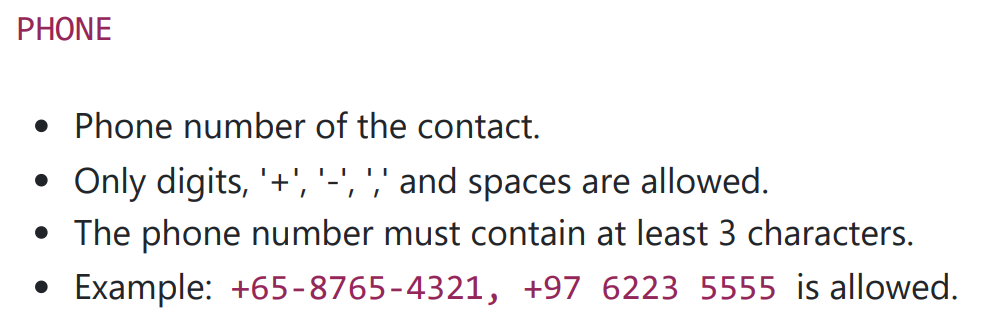 PHONE
• Phone number of the contact.
• Only digits, '+', '-', ',' and spaces are allowed.
• The phone number must contain at least 3 characters.
• Example: +65-8765-4321, +97 6223 5555 is allowed.